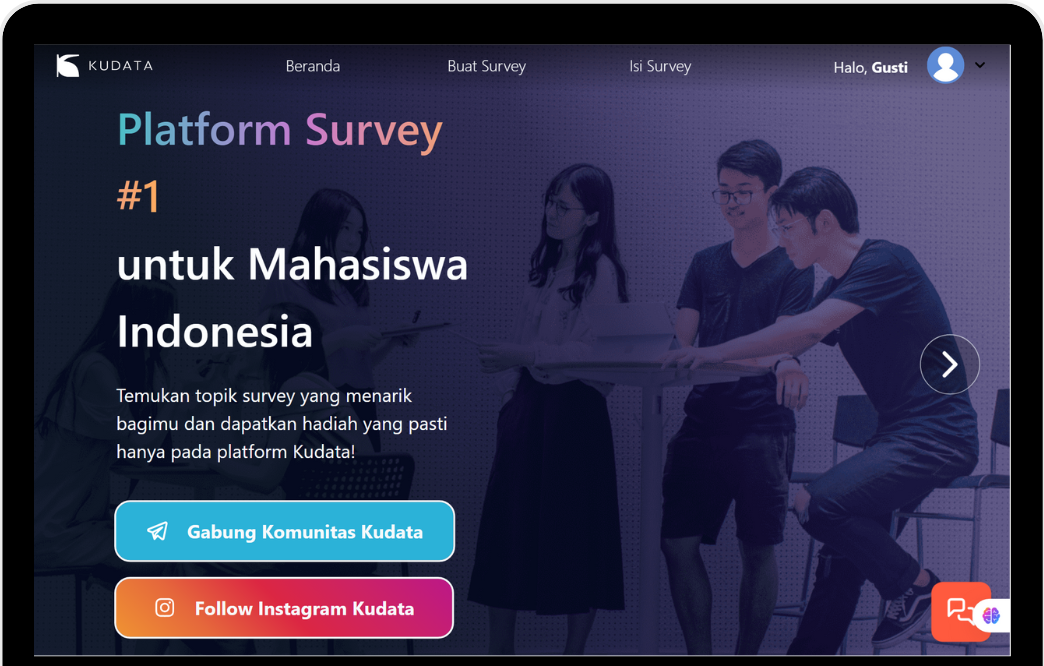 KUDATA
Beranda
Buat Survey
Isi Survey
Halo, Gusti
Platform Survey
#1
untuk Mahasiswa
Indonesia
Temukan topik survey yang menarik
bagimu dan dapatkan hadiah yang pasti
hanya pada platform Kudata!
Gabung Komunitas Kudata
Follow Instagram Kudata